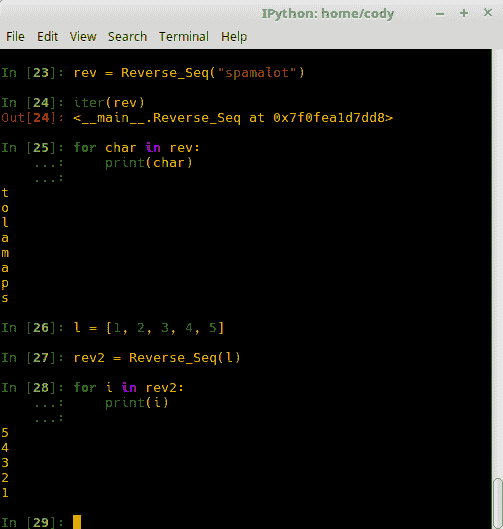 IPython: home/cody
File Edit View Search Terminal Help
In [23]: rev = Reverse_Seq("spamalot")
In [24]: iter(rev)
Out[24]: <__main__.Reverse_Seq at 0x7f0fea1d7dd8>
In [25]: for char in rev:
   ...:     print(char)
   ...:
t
o
l
a
m
a
p
s
In [26]: l = [1, 2, 3, 4, 5]
In [27]: rev2 = Reverse_Seq(l)
In [28]: for i in rev2:
   ...:     print(i)
   ...:
5
4
3
2
1
In [29]: